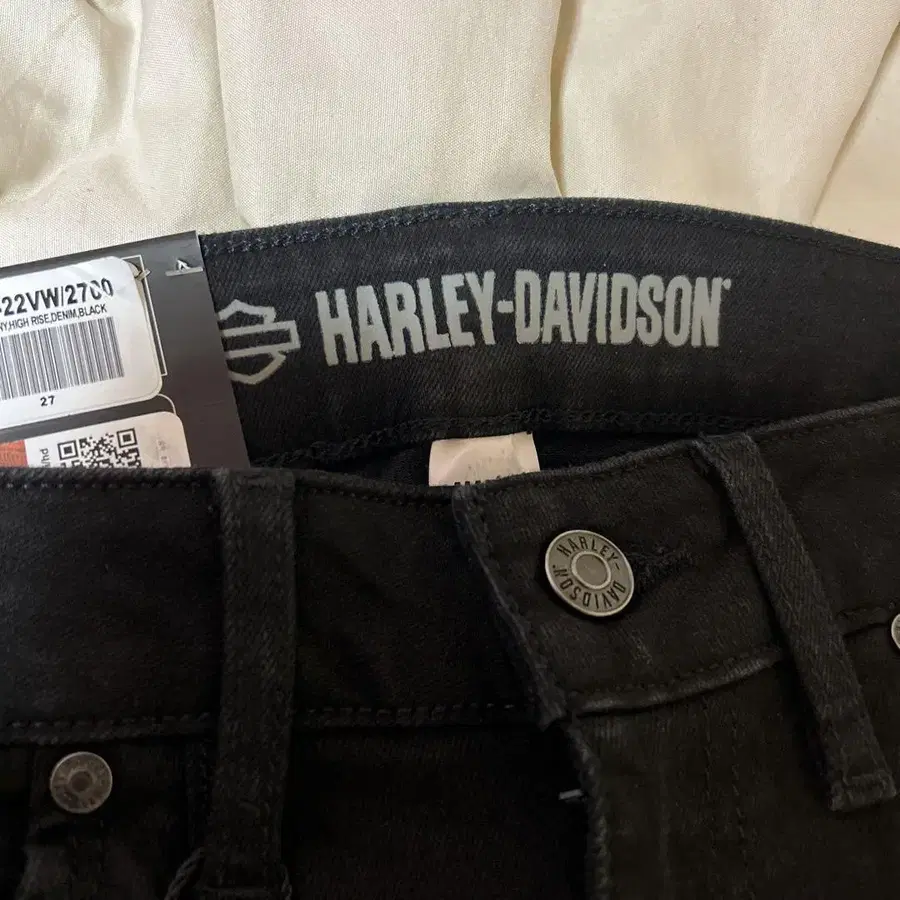 -22VW/2700
NY,HIGH RISE,DENIM,BLACK
27
HARLEY-DAVIDSON
HARLEY-
DAVIDSON